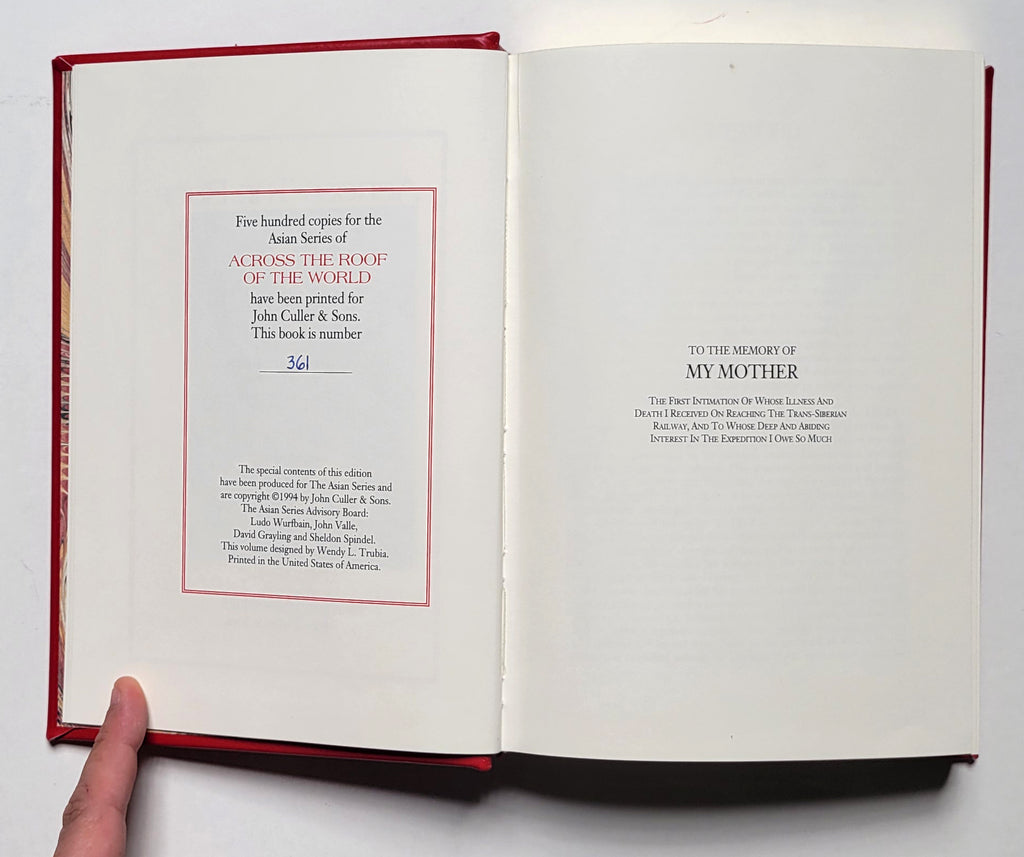 Five hundred copies for the
Asian Series of
ACROSS THE ROOF
OF THE WORLD
have been printed for
John Culler & Sons.
This book is number
361
The special contents of this edition
have been produced for The Asian Series and
are copyright ©1994 by John Culler & Sons.
The Asian Series Advisory Board:
Ludo Wurfbain, John Valle,
David Grayling and Sheldon Spindel.
This volume designed by Wendy L. Trubia.
Printed in the United States of America.
TO THE MEMORY OF
MY MOTHER
THE FIRST INTIMATION OF WHOSE ILLNESS AND
DEATH I RECEIVED ON REACHING THE TRANS-SIBERIAN
RAILWAY, AND TO WHOSE DEEP AND ABIDING
INTEREST IN THE EXPEDITION I OWE SO MUCH